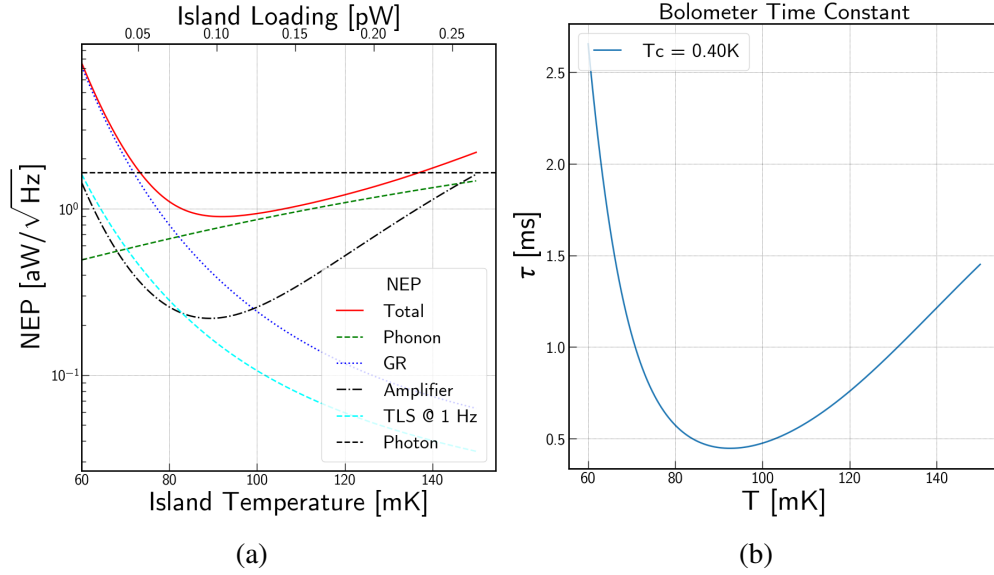 Island Loading [pW]
0.05 0.10 0.15 0.20 0.25
NEP [aW/√Hz]
10⁰
10⁻¹
NEP
Total
Phonon
GR
Amplifier
TLS @ 1 Hz
Photon
60 80 100 120 140
Island Temperature [mK]
(a)
Bolometer Time Constant
Tc = 0.40K
τ [ms]
2.5
2.0
1.5
1.0
0.5
60 80 100 120 140
T [mK]
(b)